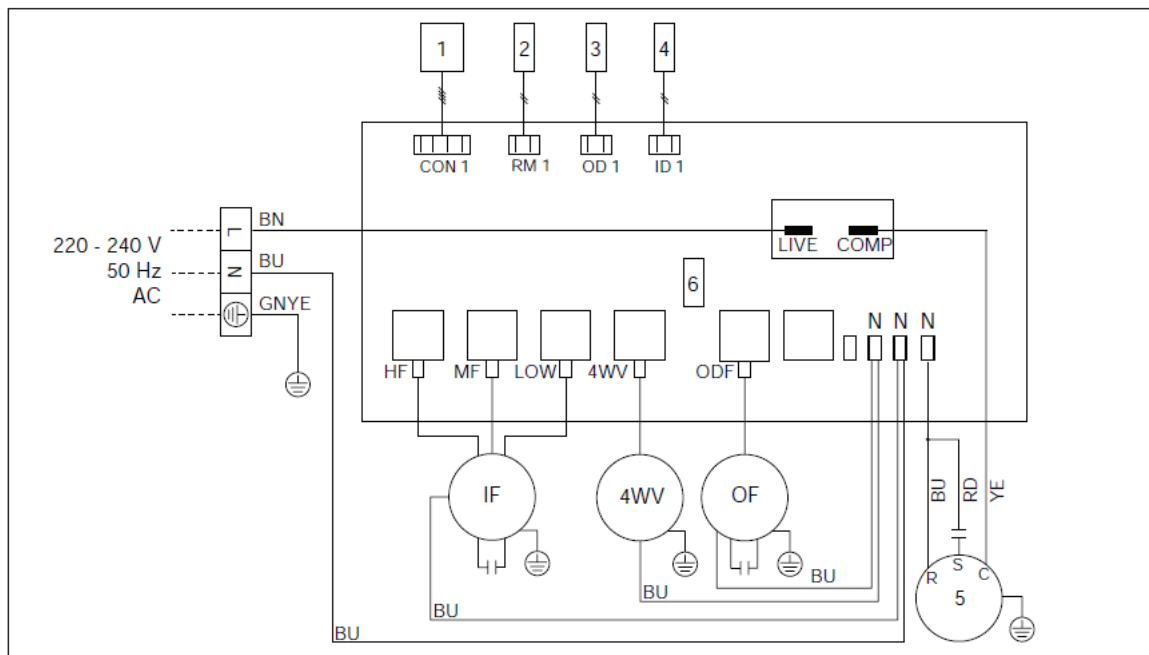 1
2
3
4
CON 1
RM 1
OD 1
ID 1
220 - 240 V
50 Hz
AC
L
N
BN
BU
GNYE
LIVE
COMP
6
N
N
N
HF
MF
LOW
4WV
ODF
IF
4WV
OF
BU
RD
YE
R
S
C
5
BU
BU
BU
BU